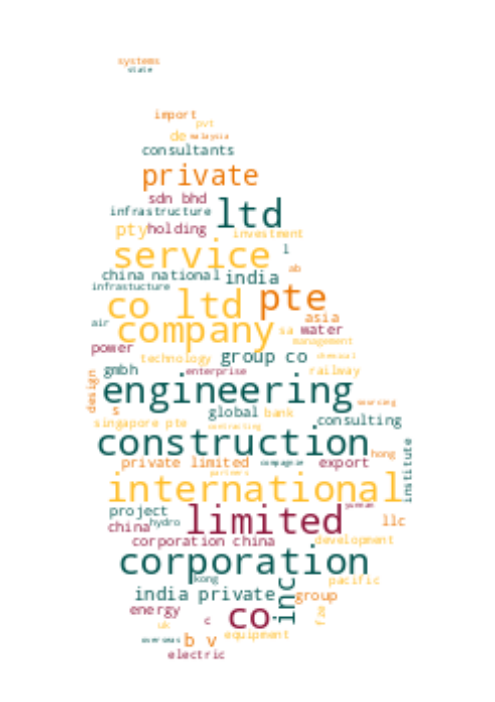 systems
state
import
pvt
de malaysia
consultants
private
sdn bhd
infrastructure ltd
pty holding investment
service l
ab
china national india
infrastucture
co ltd pte
air asia
company sa water
management
power
technology group co chemical
gmbh enterprise railway
design
engineering
sourcing
s global bank
singapore pte consulting
contracting
construction
hong
private limited compagnie export
partners
institute
international
project yunnan
china hydro limited llc
corporation china development
corporation
kong pacific
india private inc group
energy co
c
uk
overseas b v equipment
electric